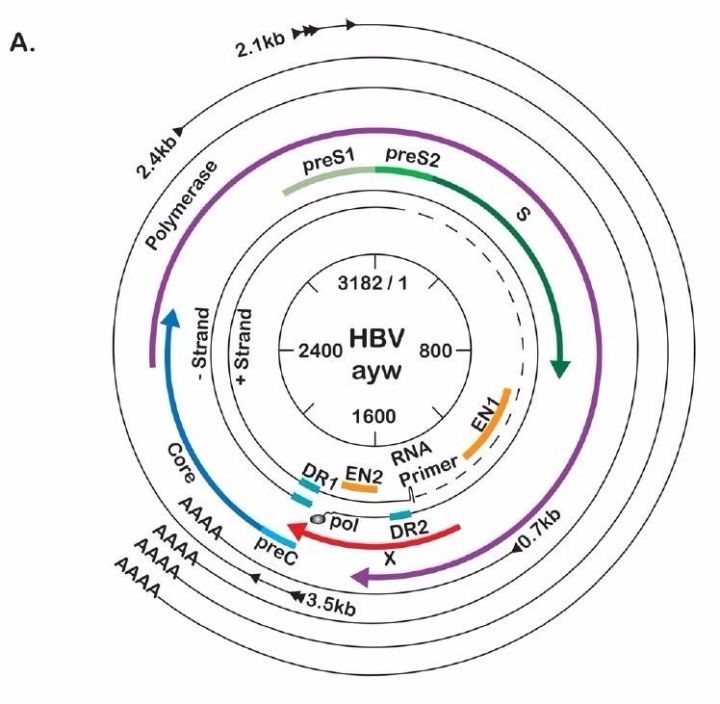 A.
2.1kb
2.4kb
Polymerase
preS1
preS2
S
3182 / 1
- Strand
+ Strand
2400
HBV
ayw
800
1600
EN1
RNA
Primer
DR1
EN2
Core
pol
DR2
X
preC
0.7kb
3.5kb
AAAA
AAAA
AAAA
AAAA